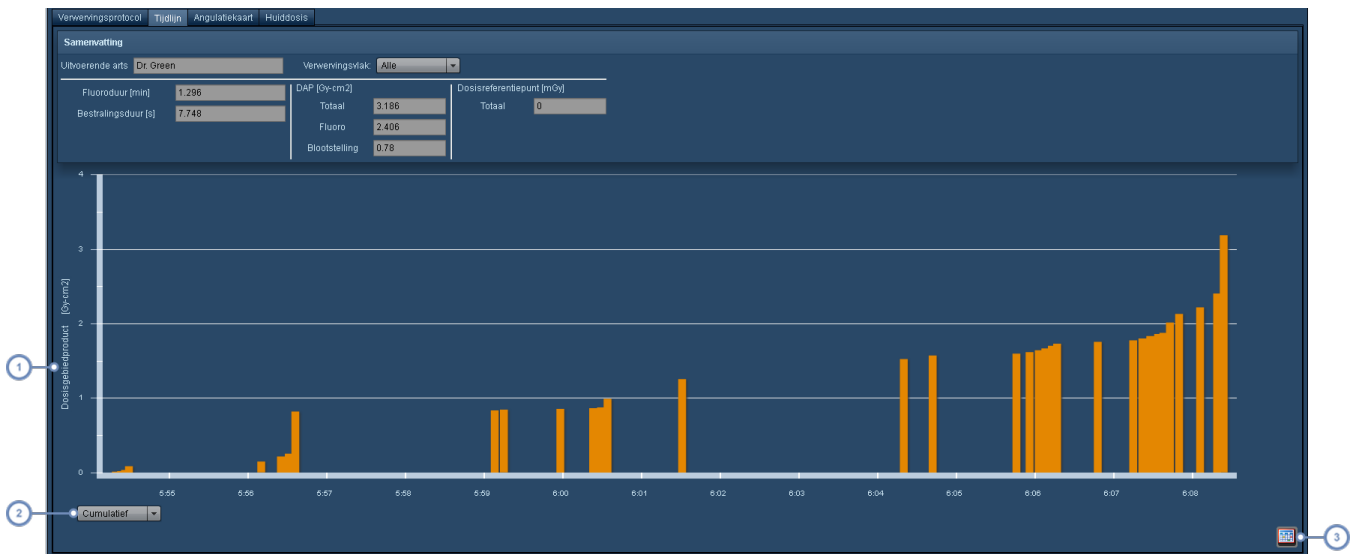 Verwervingsprotocol Tijdlijn Angulatiekaart Huiddosis
Samenvatting
Uitvoerende arts Dr. Green Verwervingsvlak: Alle
Fluoroduur [min] 1.296 DAP [Gy-cm2] Dosisreferentiepunt [mGy]
Bestralingsduur [s] 7.748 Totaal 3.186 Totaal 0
Fluoro 2.406
Blootstelling 0.78
4
3
2
1
0
Dosisgebiedproduct [Gy-cm2]
5:55 5:56 5:57 5:58 5:59 6:00 6:01 6:02 6:03 6:04 6:05 6:06 6:07 6:08
Cumulatief
1
2
3